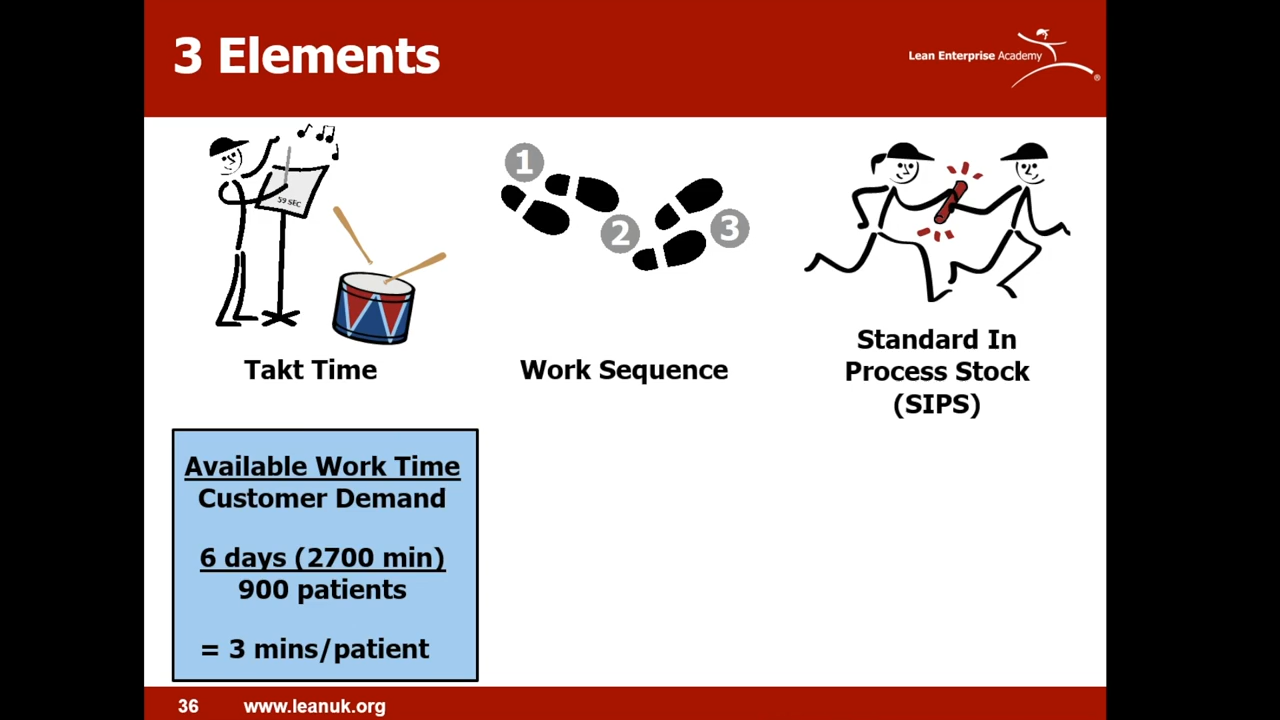 3 Elements
Lean Enterprise Academy
®
59 SEC
1
2
3
Takt Time
Work Sequence
Standard In
Process Stock
(SIPS)
Available Work Time
Customer Demand
6 days (2700 min)
900 patients
= 3 mins/patient
36
www.leanuk.org